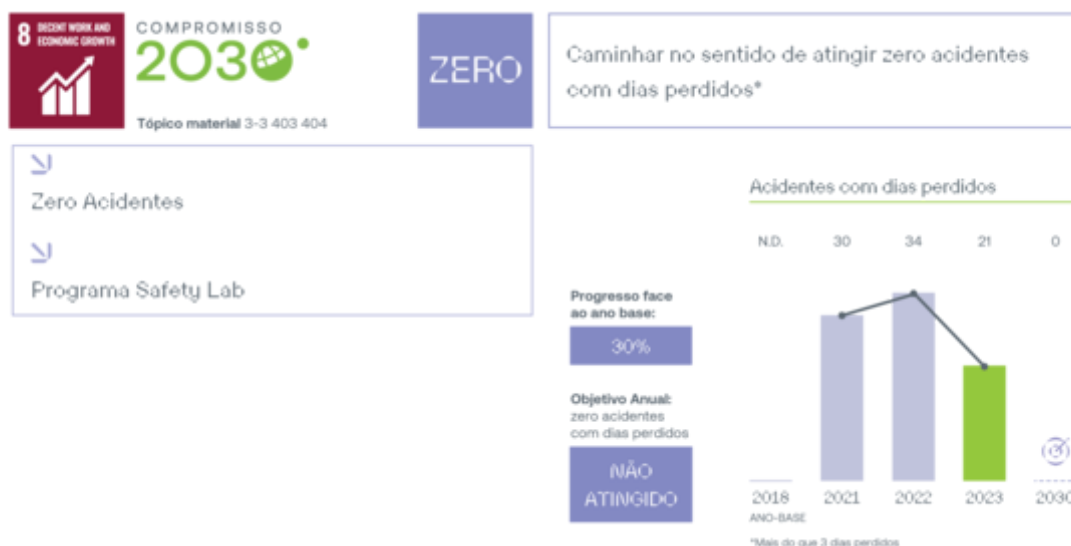 8 DECENT WORK AND
ECONOMIC GROWTH
COMPROMISSO
2030
Tópico material 3-3 403 404
ZERO
Caminhar no sentido de atingir zero acidentes
com dias perdidos*
Zero Acidentes
Programa Safety Lab
Acidentes com dias perdidos
N.D. 30 34 21 0
Progresso face
ao ano base:
30%
Objetivo Anual:
zero acidentes
com dias perdidos
NÃO
ATINGIDO
2018 2021 2022 2023 2030
ANO-BASE
*Mais do que 3 dias perdidos